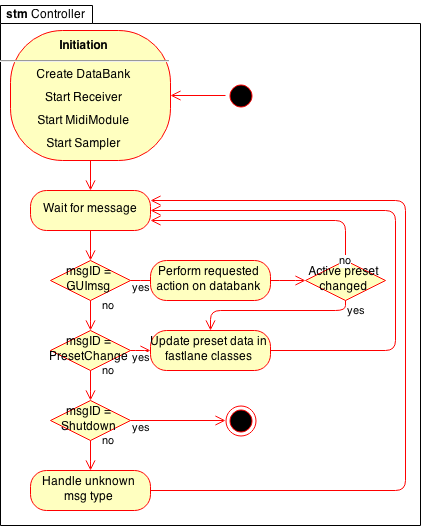 stm Controller
Initiation
Create DataBank
Start Receiver
Start MidiModule
Start Sampler
Wait for message
msgID =
GUImsg
yes
no
Perform requested
action on databank
Active preset
changed
no
yes
msgID =
PresetChange
yes
no
Update preset data in
fastlane classes
msgID =
Shutdown
yes
no
Handle unknown
msg type